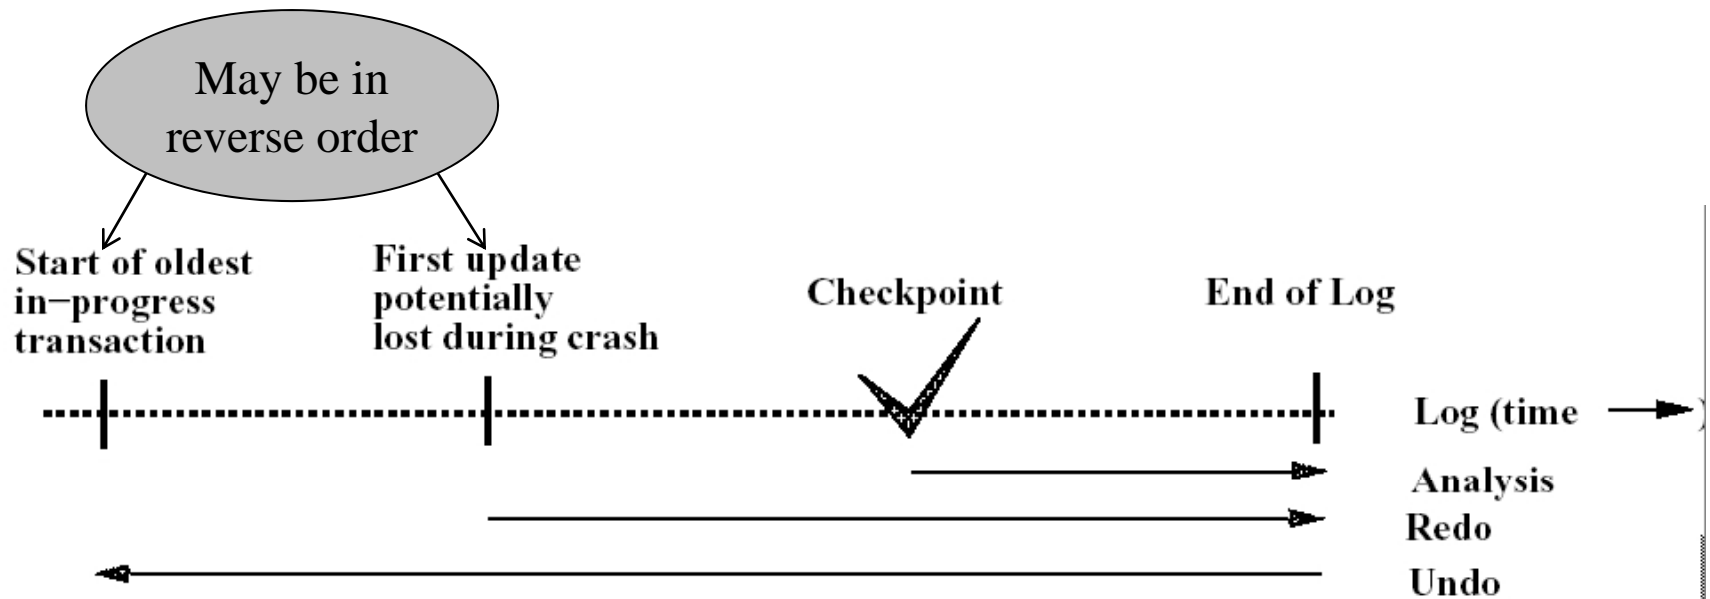 May be in
reverse order
Start of oldest
in−progress
transaction
First update
potentially
lost during crash
Checkpoint
End of Log
Log (time )
Analysis
Redo
Undo